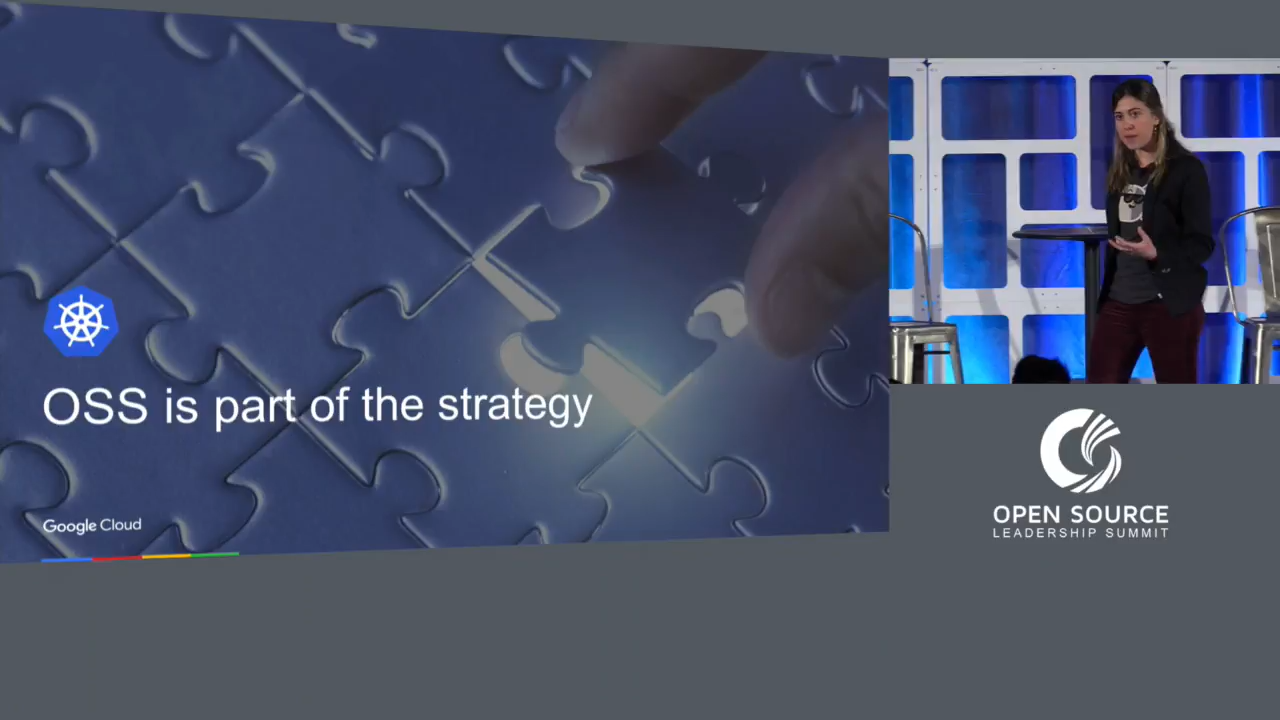 OSS is part of the strategy
Google Cloud
OPEN SOURCE
LEADERSHIP SUMMIT